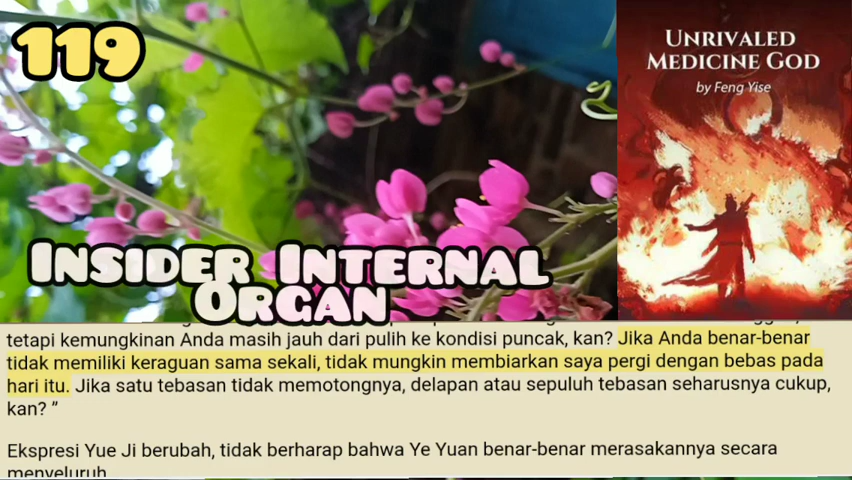 119
UNRIVALED
MEDICINE GOD
by Feng Yise
INSIDER INTERNAL
ORGAN
tetapi kemungkinan Anda masih jauh dari pulih ke kondisi puncak, kan? Jika Anda benar-benar
tidak memiliki keraguan sama sekali, tidak mungkin membiarkan saya pergi dengan bebas pada
hari itu. Jika satu tebasan tidak memotongnya, delapan atau sepuluh tebasan seharusnya cukup,
kan? ”
Ekspresi Yue Ji berubah, tidak berharap bahwa Ye Yuan benar-benar merasakannya secara
menyeluruh